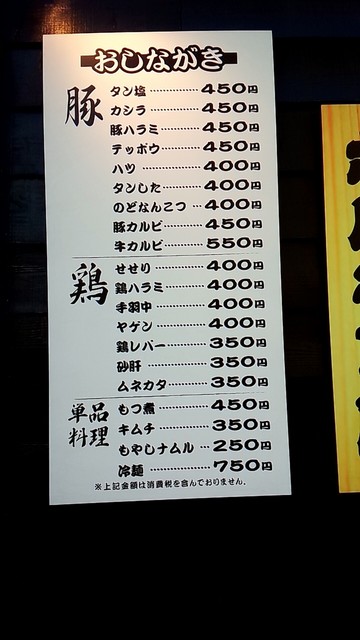 おしながき
豚
タン塩 ………… 450円
カシラ ………… 450円
豚ハラミ ……… 450円
テッポウ ……… 450円
ハツ ………… 400円
タンした ……… 400円
のどなんこつ … 400円
豚カルビ ……… 450円
牛カルビ ……… 550円
鶏
せせり ………… 400円
鶏ハラミ ……… 400円
手羽中 ………… 400円
ヤゲン ………… 400円
鶏レバー ……… 350円
砂肝 ………… 350円
ムネカタ ……… 350円
単品料理
もつ煮 ………… 450円
キムチ ………… 350円
もやしナムル … 250円
冷麺 ………… 750円
※上記金額は消費税を含んでおりません。